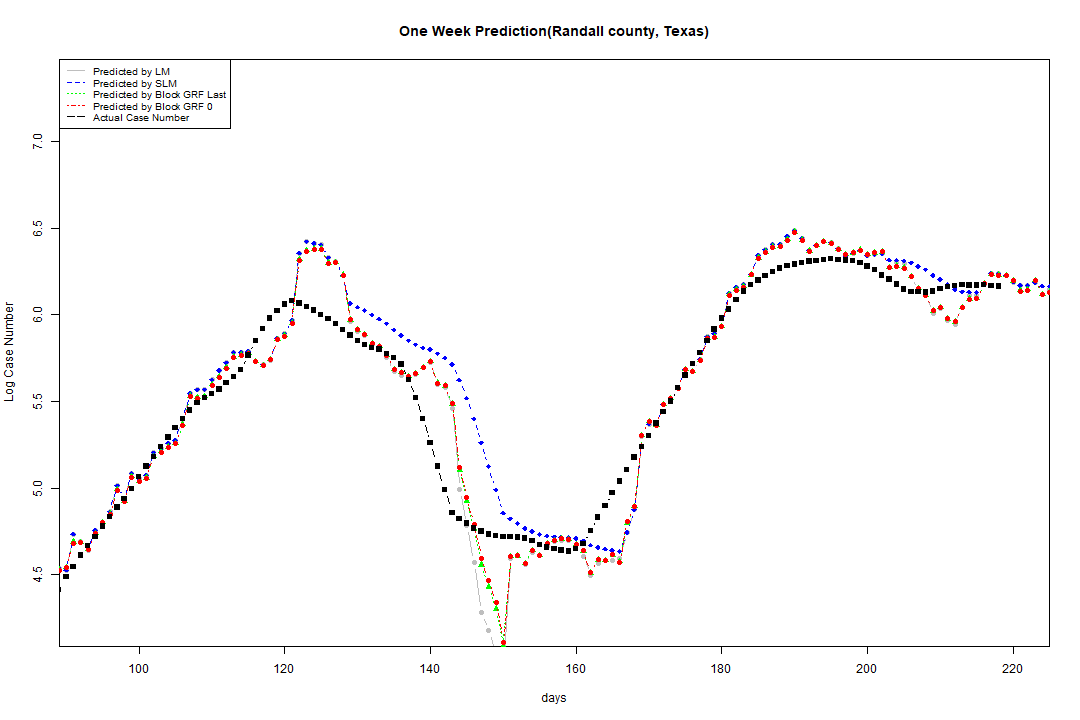 One Week Prediction(Randall county, Texas)
Predicted by LM
Predicted by SLM
Predicted by Block GRF Last
Predicted by Block GRF 0
Actual Case Number
7.0
6.5
6.0
5.5
5.0
4.5
Log Case Number
100 120 140 160 180 200 220
days